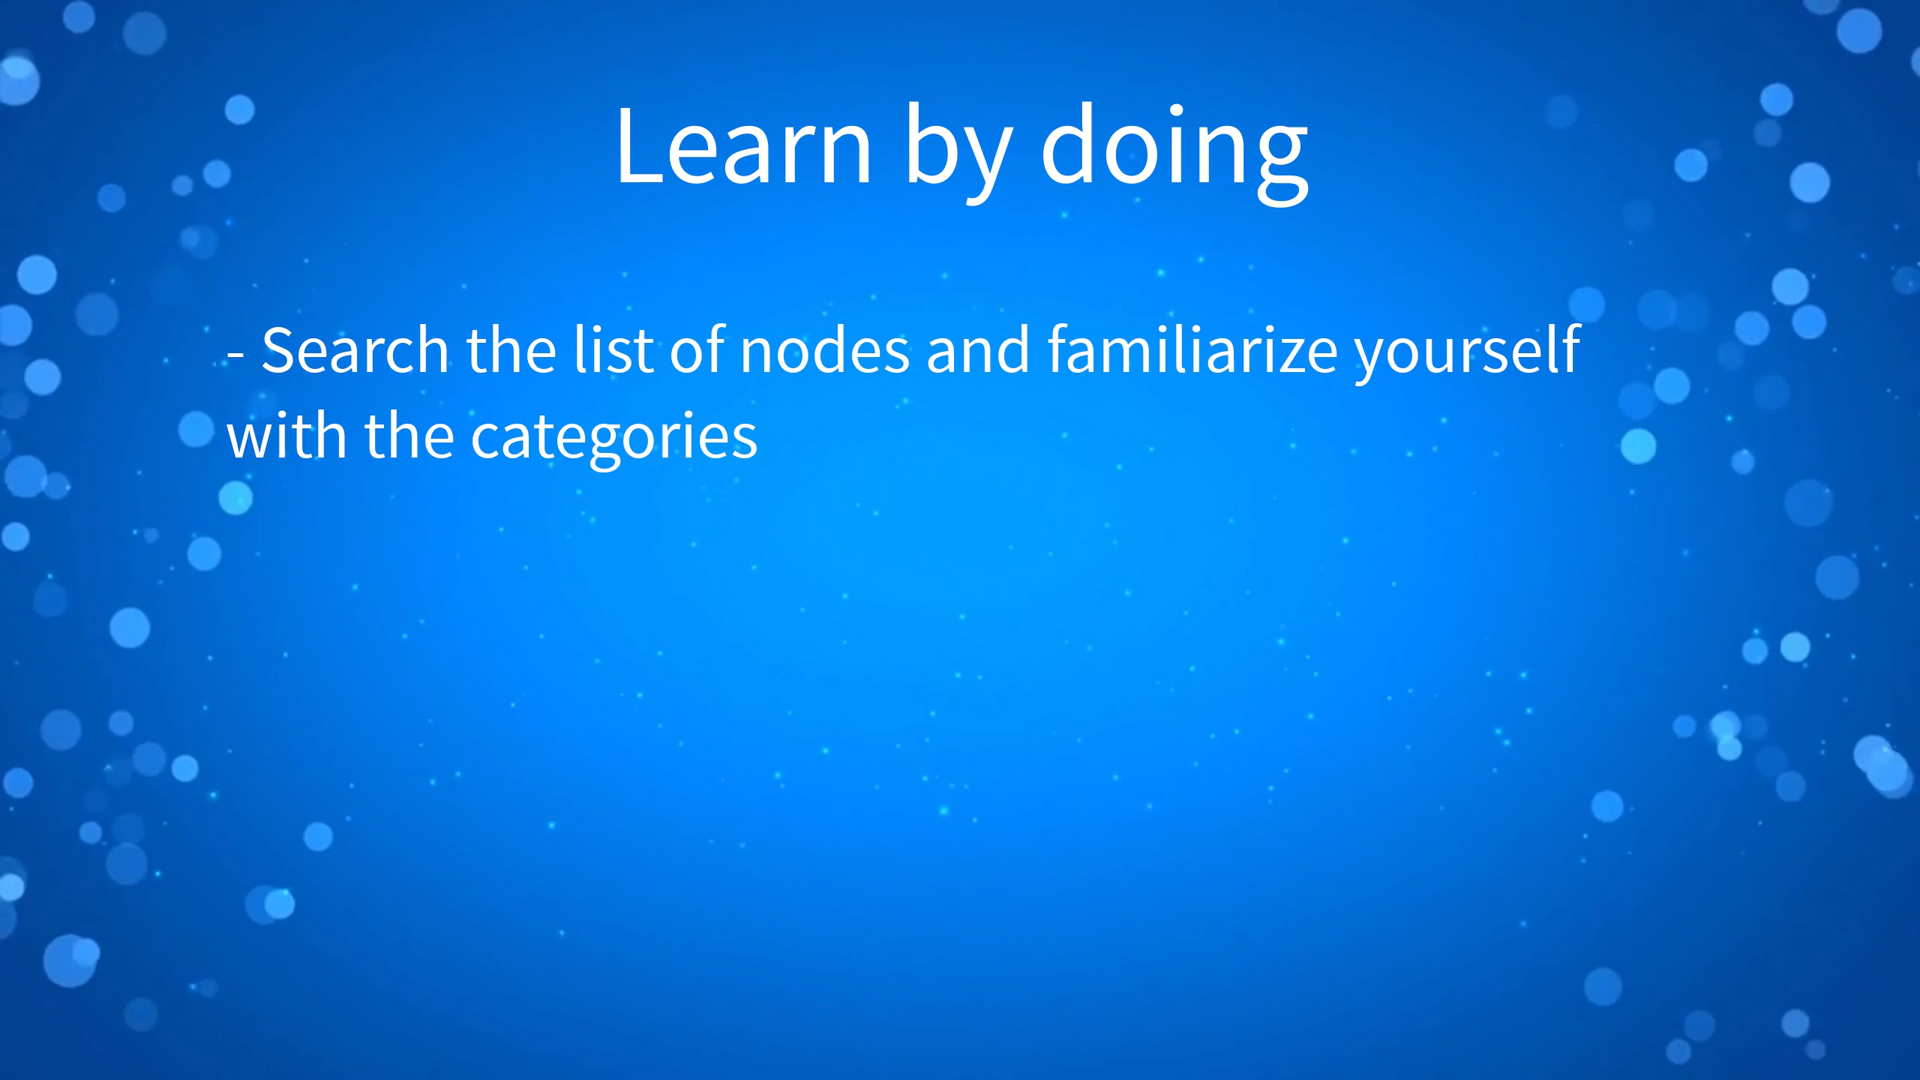 Learn by doing
- Search the list of nodes and familiarize yourself
with the categories